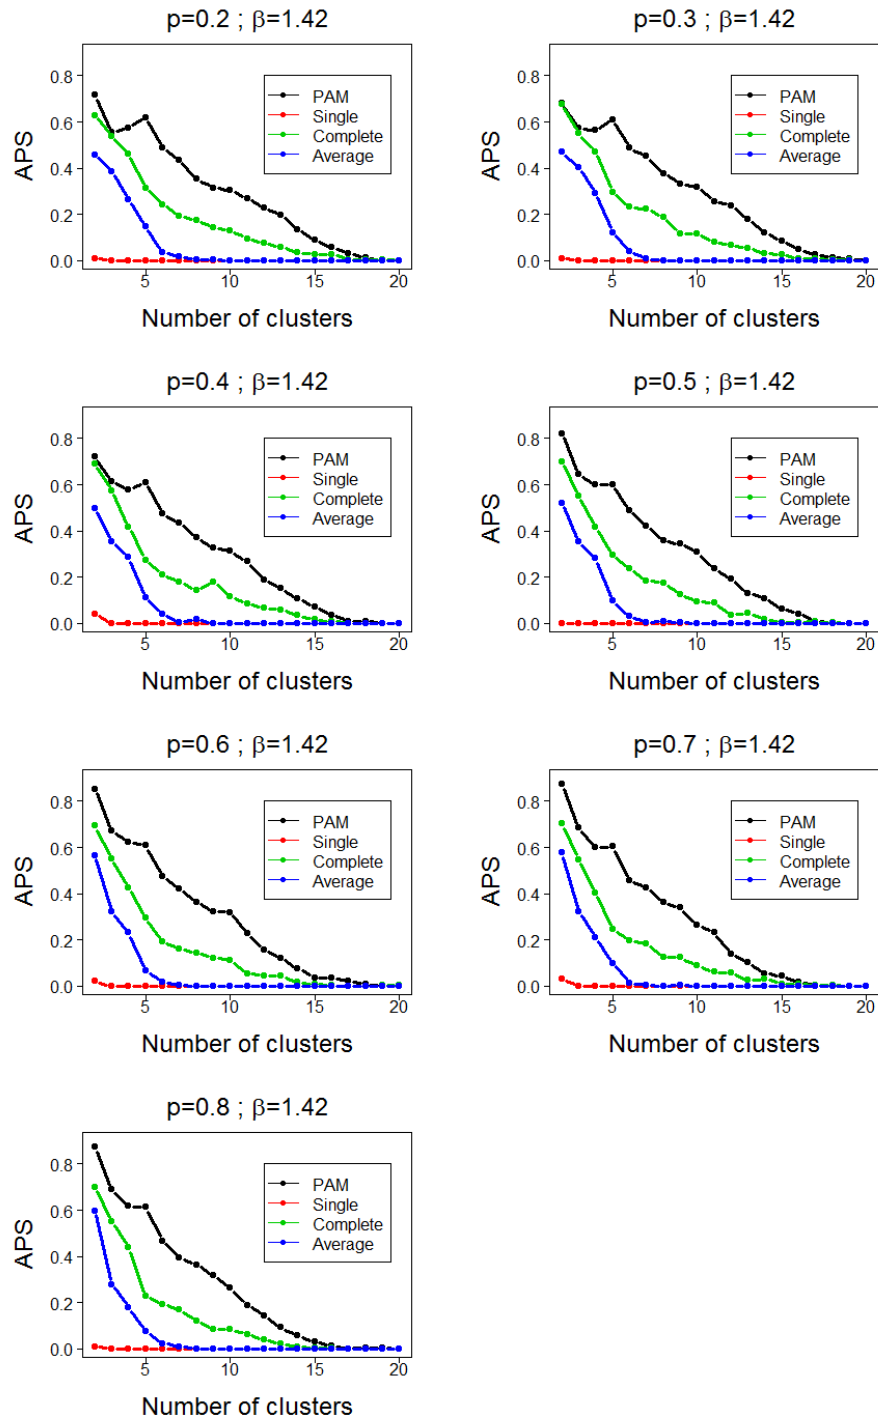 p=0.2 ; β=1.42
APS
0.8
0.6
0.4
0.2
0.0
PAM
Single
Complete
Average
5 10 15 20
Number of clusters
p=0.3 ; β=1.42
APS
0.8
0.6
0.4
0.2
0.0
PAM
Single
Complete
Average
5 10 15 20
Number of clusters
p=0.4 ; β=1.42
APS
0.8
0.6
0.4
0.2
0.0
PAM
Single
Complete
Average
5 10 15 20
Number of clusters
p=0.5 ; β=1.42
APS
0.8
0.6
0.4
0.2
0.0
PAM
Single
Complete
Average
5 10 15 20
Number of clusters
p=0.6 ; β=1.42
APS
0.8
0.6
0.4
0.2
0.0
PAM
Single
Complete
Average
5 10 15 20
Number of clusters
p=0.7 ; β=1.42
APS
0.8
0.6
0.4
0.2
0.0
PAM
Single
Complete
Average
5 10 15 20
Number of clusters
p=0.8 ; β=1.42
APS
0.8
0.6
0.4
0.2
0.0
PAM
Single
Complete
Average
5 10 15 20
Number of clusters